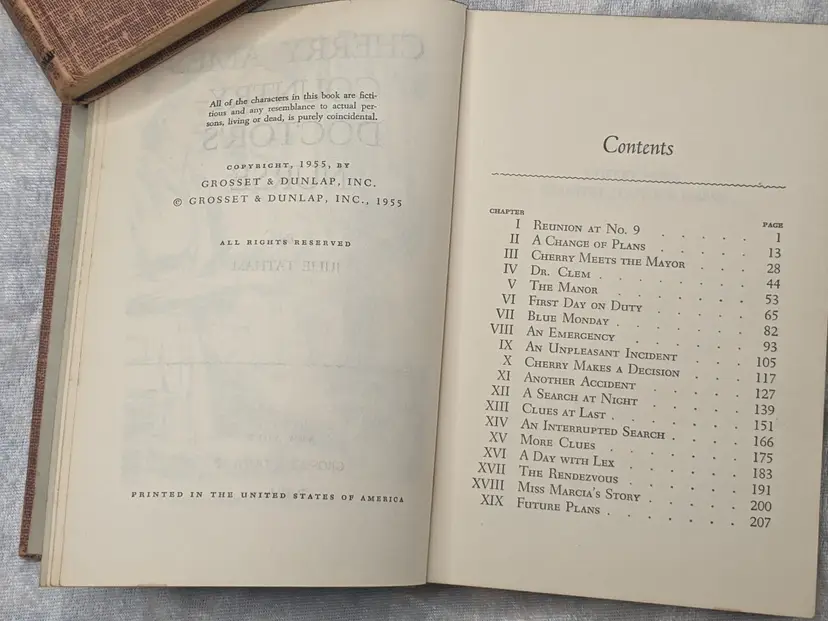 All of the characters in this book are ficti-
tious and any resemblance to actual per-
sons, living or dead, is purely coincidental.
COPYRIGHT, 1955, BY
GROSSET & DUNLAP, INC.
© GROSSET & DUNLAP, INC., 1955
ALL RIGHTS RESERVED
PRINTED IN THE UNITED STATES OF AMERICA
Contents
CHAPTER PAGE
I Reunion at No. 9 . . . . . 1
II A Change of Plans . . . . . 13
III Cherry Meets the Mayor . . . 28
IV Dr. Clem . . . . . . . 44
V The Manor . . . . . . . 53
VI First Day on Duty . . . . . 65
VII Blue Monday . . . . . . 82
VIII An Emergency . . . . . . 93
IX An Unpleasant Incident . . . 105
X Cherry Makes a Decision . . . 117
XI Another Accident . . . . . 127
XII A Search at Night . . . . . 139
XIII Clues at Last . . . . . . 151
XIV An Interrupted Search . . . . 166
XV More Clues . . . . . . 175
XVI A Day with Lex . . . . . 183
XVII The Rendezvous . . . . . 191
XVIII Miss Marcia's Story . . . . 200
XIX Future Plans . . . . . . 207
CHERRY AMES
COUNTRY
DOCTOR'S
NURSE
JULIE TATHAM